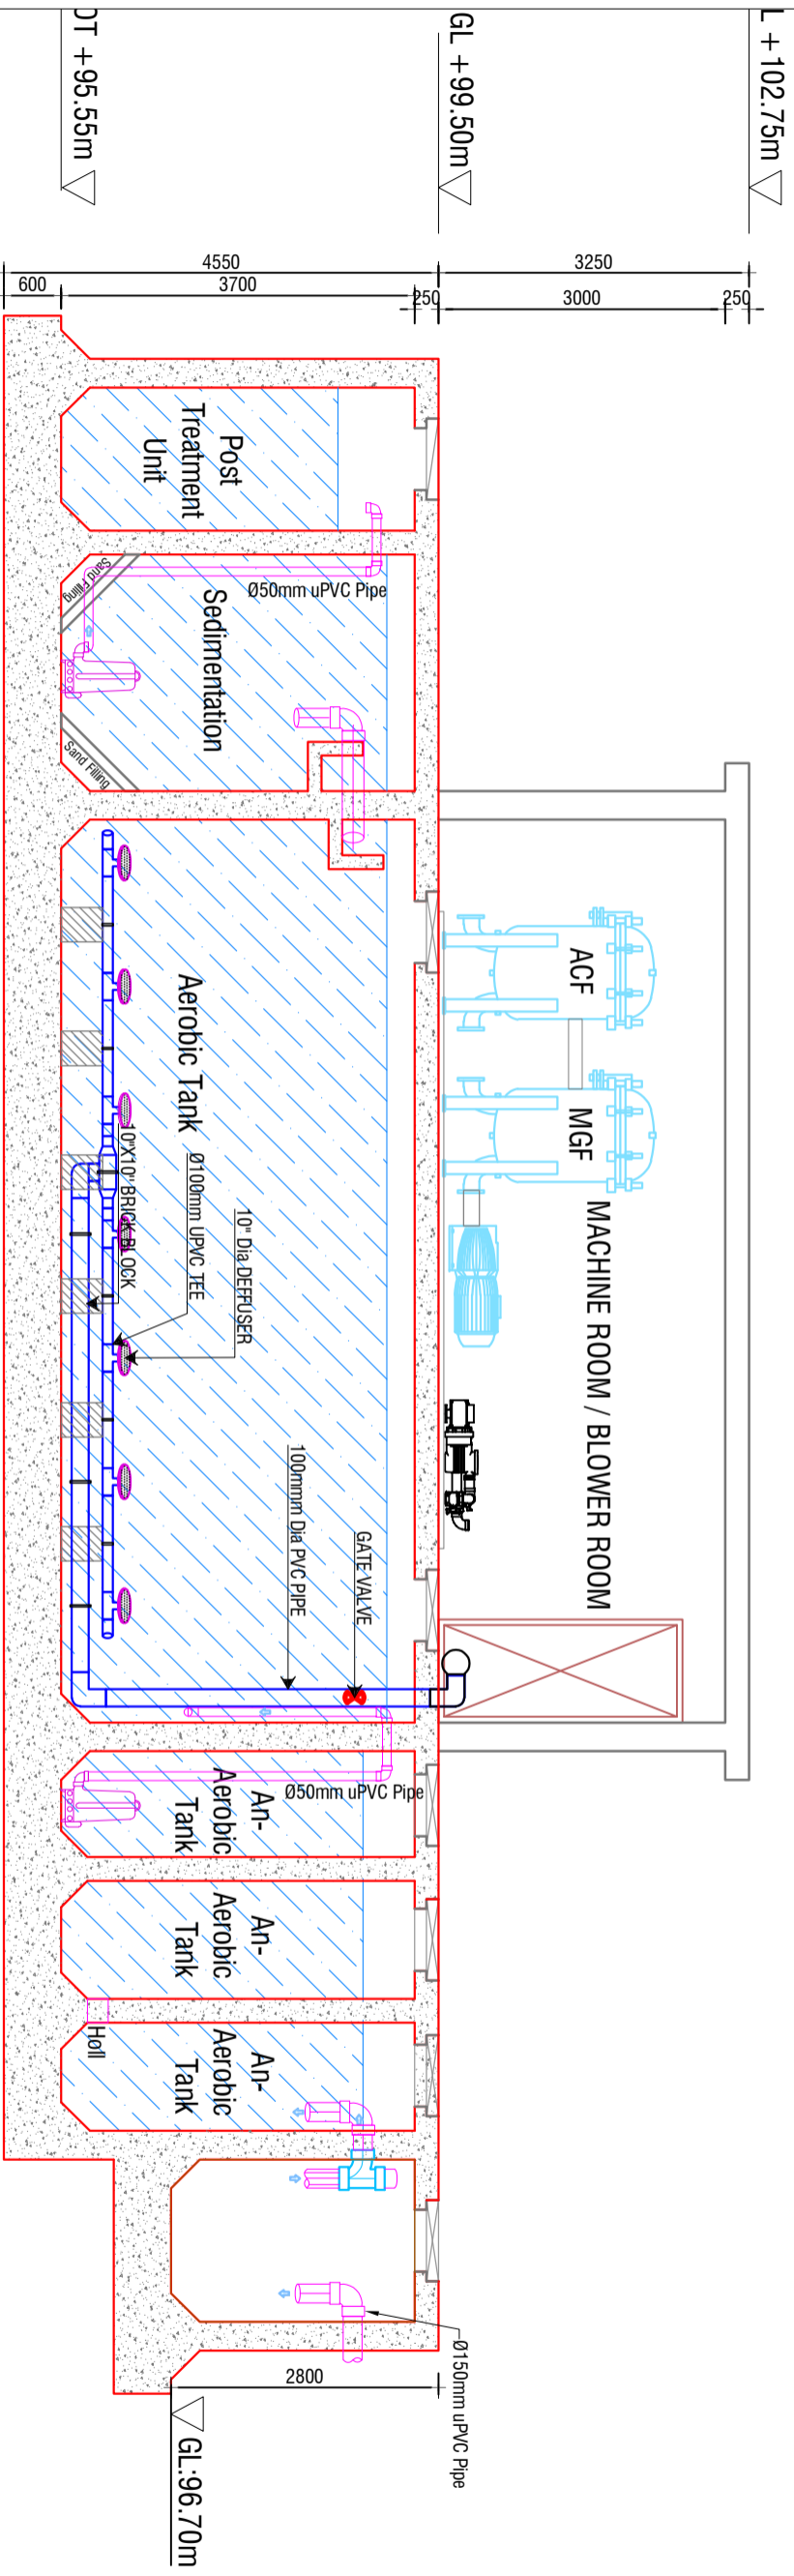 L +102.75m
GL +99.50m
OT +95.55m
3250
4550
250
3000
250
3700
600
Post
Treatment
Unit
Ø50mm uPVC Pipe
Sedimentation
Sand Filling
Sand Filling
ACF
MGF
MACHINE ROOM / BLOWER ROOM
Aerobic Tank
10"X10" BRICK BLOCK
Ø100mm UPVC TEE
10" Dia DEFFUSER
100mmm Dia PVC PIPE
GATE VALVE
Ø50mm uPVC Pipe
An-
Aerobic
Tank
An-
Aerobic
Tank
An-
Aerobic
Tank
Holl
Ø150mm uPVC Pipe
2800
GL:96.70m